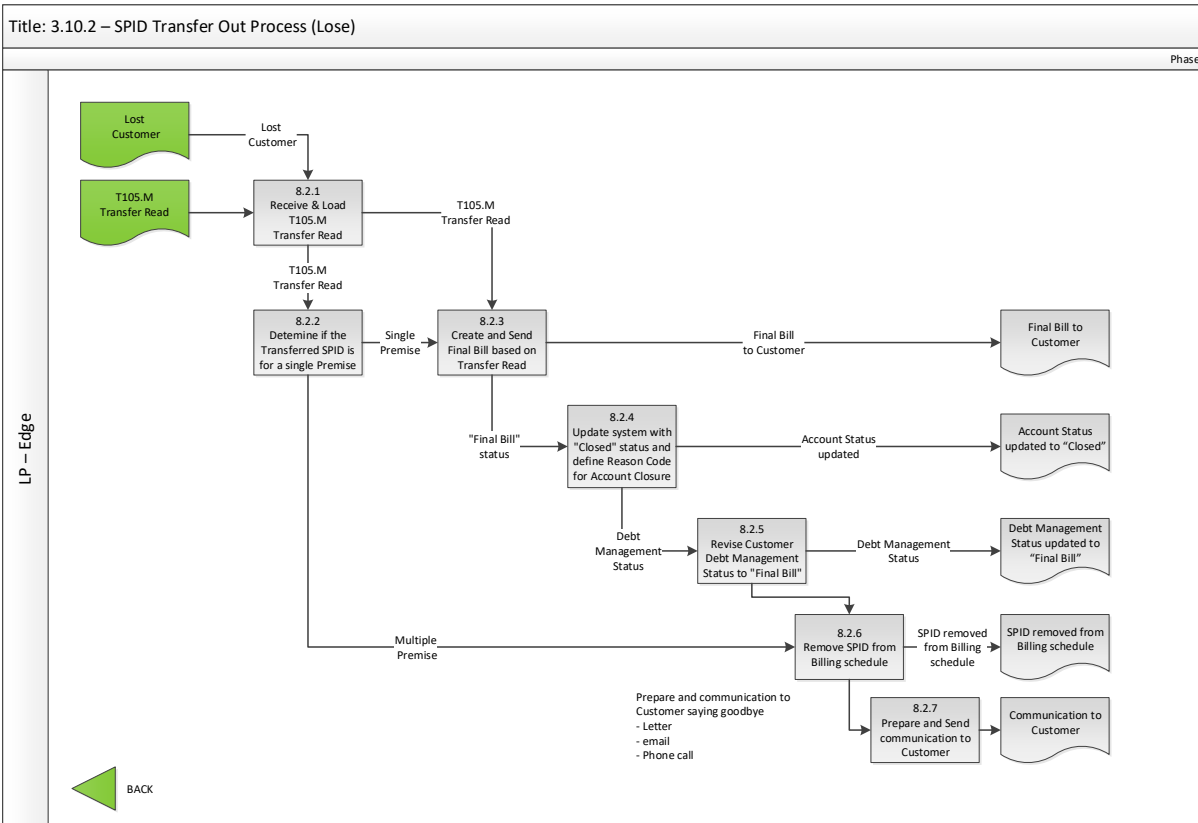 Title: 3.10.2 – SPID Transfer Out Process (Lose)
Phase
LP – Edge
Lost
Customer
Lost
Customer
T105.M
Transfer Read
8.2.1
Receive & Load
T105.M
Transfer Read
T105.M
Transfer Read
T105.M
Transfer Read
8.2.2
Detemine if the
Transferred SPID is
for a single Premise
Single
Premise
8.2.3
Create and Send
Final Bill based on
Transfer Read
Final Bill
to Customer
Final Bill to
Customer
"Final Bill"
status
8.2.4
Update system with
"Closed" status and
define Reason Code
for Account Closure
Account Status
updated
Account Status
updated to “Closed”
Debt
Management
Status
8.2.5
Revise Customer
Debt Management
Status to "Final Bill"
Debt Management
Status
Debt Management
Status updated to
“Final Bill”
Multiple
Premise
8.2.6
Remove SPID from
Billing schedule
SPID removed
from Billing
schedule
SPID removed from
Billing schedule
Prepare and communication to
Customer saying goodbye
- Letter
- email
- Phone call
8.2.7
Prepare and Send
communication to
Customer
Communication to
Customer
BACK